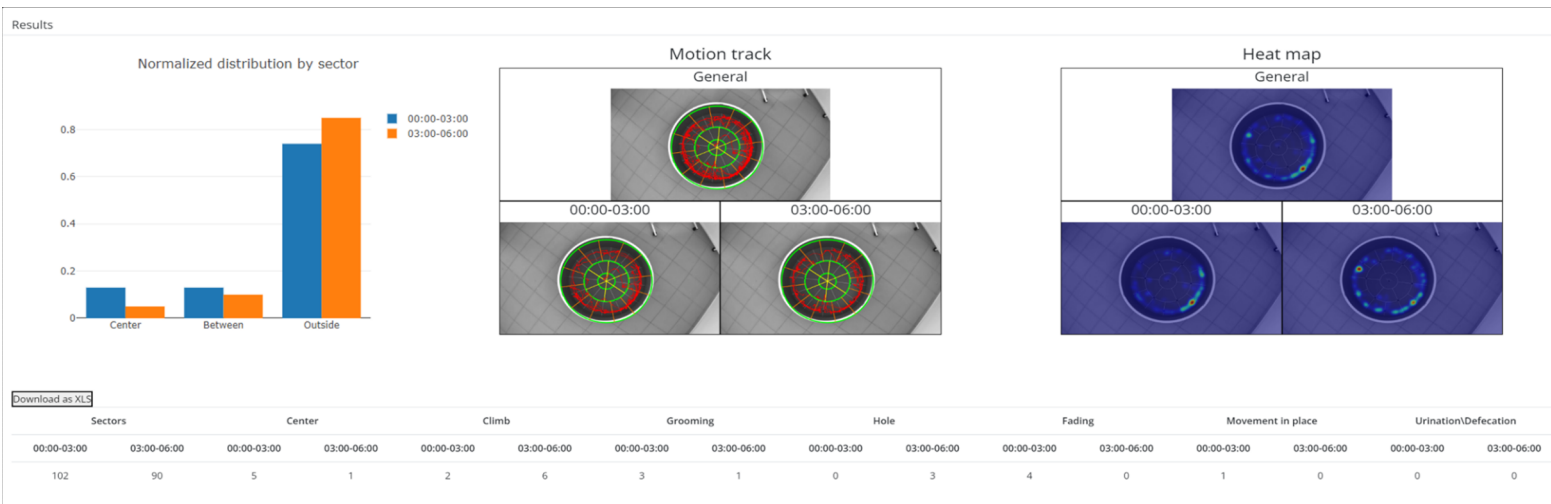 Results
Normalized distribution by sector
0.8
0.6
0.4
0.2
0
Center Between Outside
00:00-03:00
03:00-06:00
Motion track
General
00:00-03:00 03:00-06:00
Heat map
General
00:00-03:00 03:00-06:00
Download as XLS
Sectors Center Climb Grooming Hole Fading Movement in place Urination\Defecation
00:00-03:00 03:00-06:00 00:00-03:00 03:00-06:00 00:00-03:00 03:00-06:00 00:00-03:00 03:00-06:00 00:00-03:00 03:00-06:00 00:00-03:00 03:00-06:00 00:00-03:00 03:00-06:00 00:00-03:00 03:00-06:00
102 90 5 1 2 6 3 1 0 3 4 0 1 0 0 0